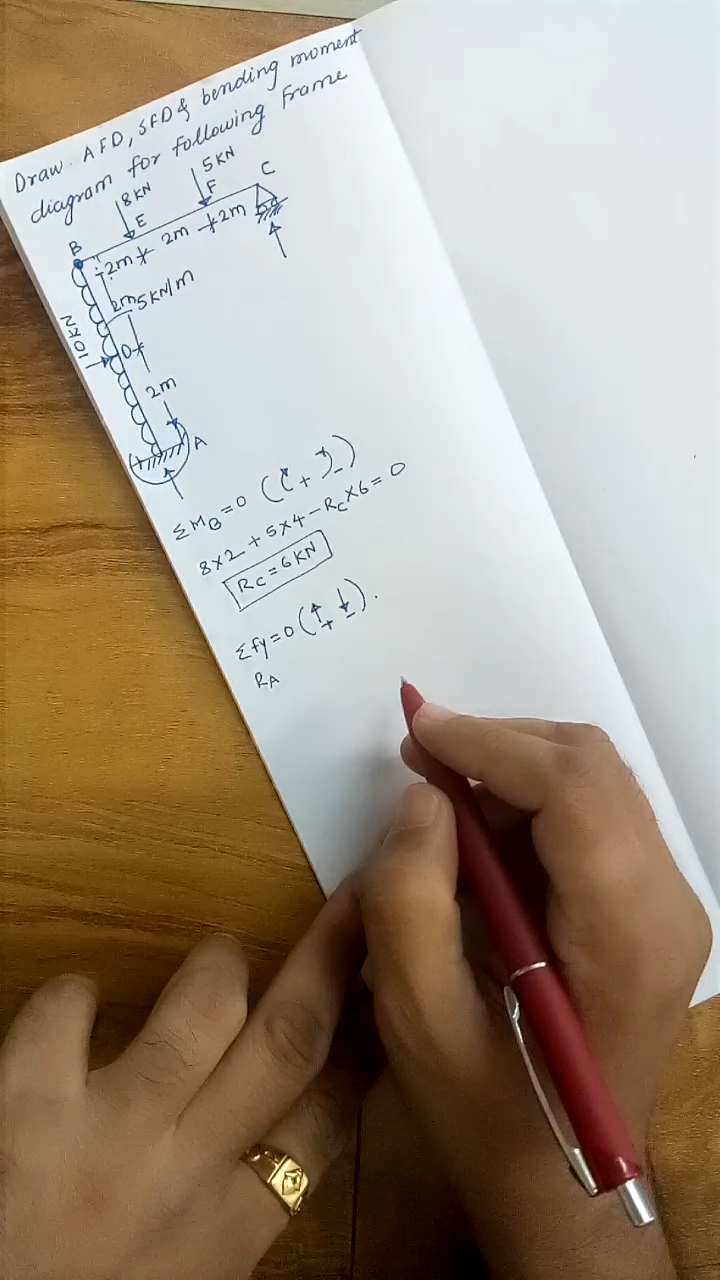 Draw AFD, SFD & bending moment
diagram for following frame
8KN
5KN
C
E
F
B
2m
2m
2m
2m
5KN/m
10KN
D
2m
A
ΣMB=0 (+ -)
8×2+5×4-Rc×6=0
Rc=6KN
Σfy=0 (↑+ ↓-).
RA